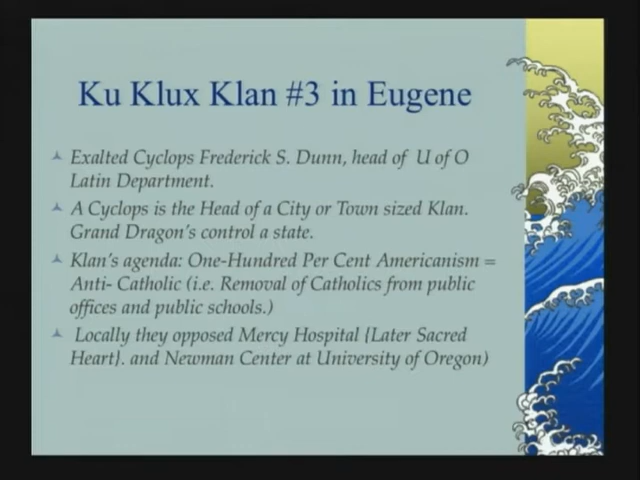 Ku Klux Klan #3 in Eugene
Exalted Cyclops Frederick S. Dunn, head of U of O
Latin Department.
A Cyclops is the Head of a City or Town sized Klan.
Grand Dragon's control a state.
Klan's agenda: One-Hundred Per Cent Americanism =
Anti- Catholic (i.e. Removal of Catholics from public
offices and public schools.)
Locally they opposed Mercy Hospital {Later Sacred
Heart}. and Newman Center at University of Oregon)